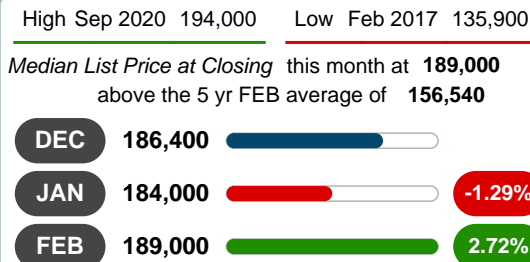 High Sep 2020 194,000 Low Feb 2017 135,900
Median List Price at Closing this month at 189,000
above the 5 yr FEB average of 156,540
DEC 186,400
JAN 184,000 -1.29%
FEB 189,000 2.72%